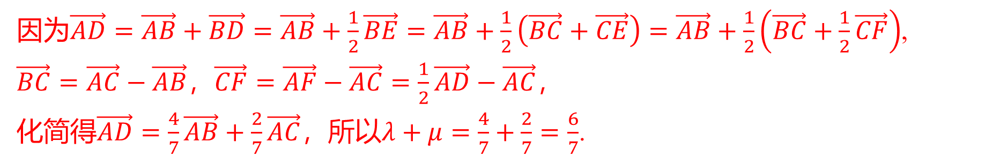 因为$\overrightarrow{AD}=\overrightarrow{AB}+\overrightarrow{BD}=\overrightarrow{AB}+\frac{1}{2}\overrightarrow{BE}=\overrightarrow{AB}+\frac{1}{2}\left(\overrightarrow{BC}+\overrightarrow{CE}\right)=\overrightarrow{AB}+\frac{1}{2}\left(\overrightarrow{BC}+\frac{1}{2}\overrightarrow{CF}\right)$,
$\overrightarrow{BC}=\overrightarrow{AC}-\overrightarrow{AB}$，$\overrightarrow{CF}=\overrightarrow{AF}-\overrightarrow{AC}=\frac{1}{2}\overrightarrow{AD}-\overrightarrow{AC}$，
化简得$\overrightarrow{AD}=\frac{4}{7}\overrightarrow{AB}+\frac{2}{7}\overrightarrow{AC}$，所以$\lambda+\mu=\frac{4}{7}+\frac{2}{7}=\frac{6}{7}$.